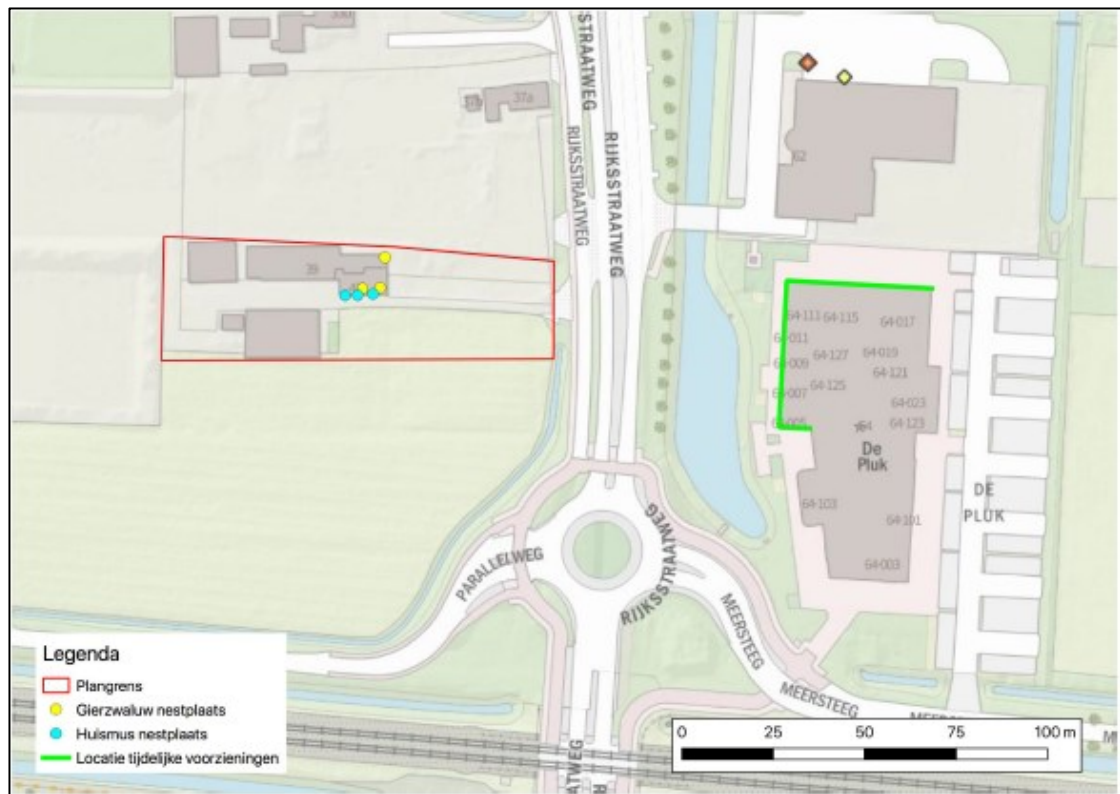 33a
STRAATWEG
RIJKSSTRAATWEG
RIJKSSTRAATWEG
37a
62
39
64-111
64-115
64-017
64-011
64-127
64-019
64-009
64-121
64-007
64-125
64-023
64-005
64
64-123
De
Pluk
DE
PLUK
64-103
64-101
64-003
PARALLELWEG
RIJKSSTRAATWEG
MEERSTEEG
MEERSTEEG
Legenda
Plangrens
Gierzwaluw nestplaats
Huismus nestplaats
Locatie tijdelijke voorzieningen
0 25 50 75 100 m